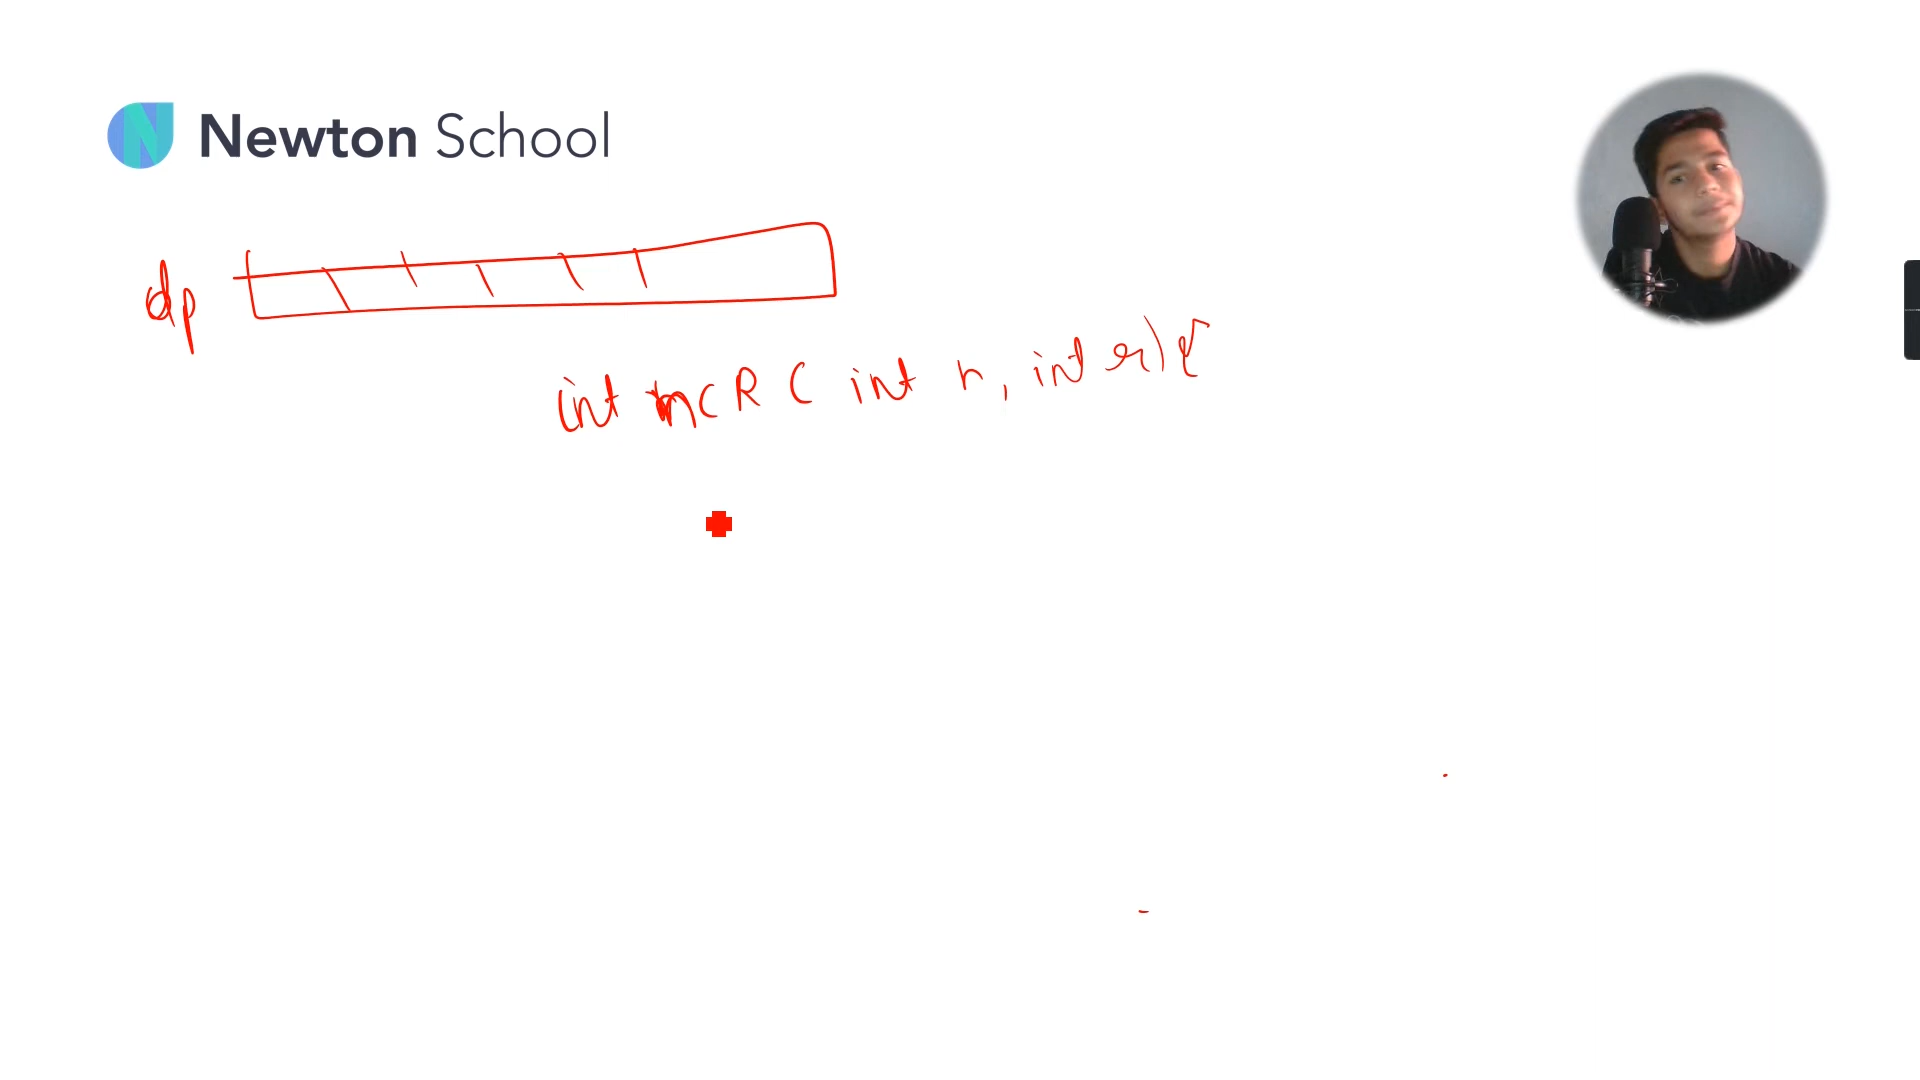 Newton School
dp
int ncR ( int n, int r) {